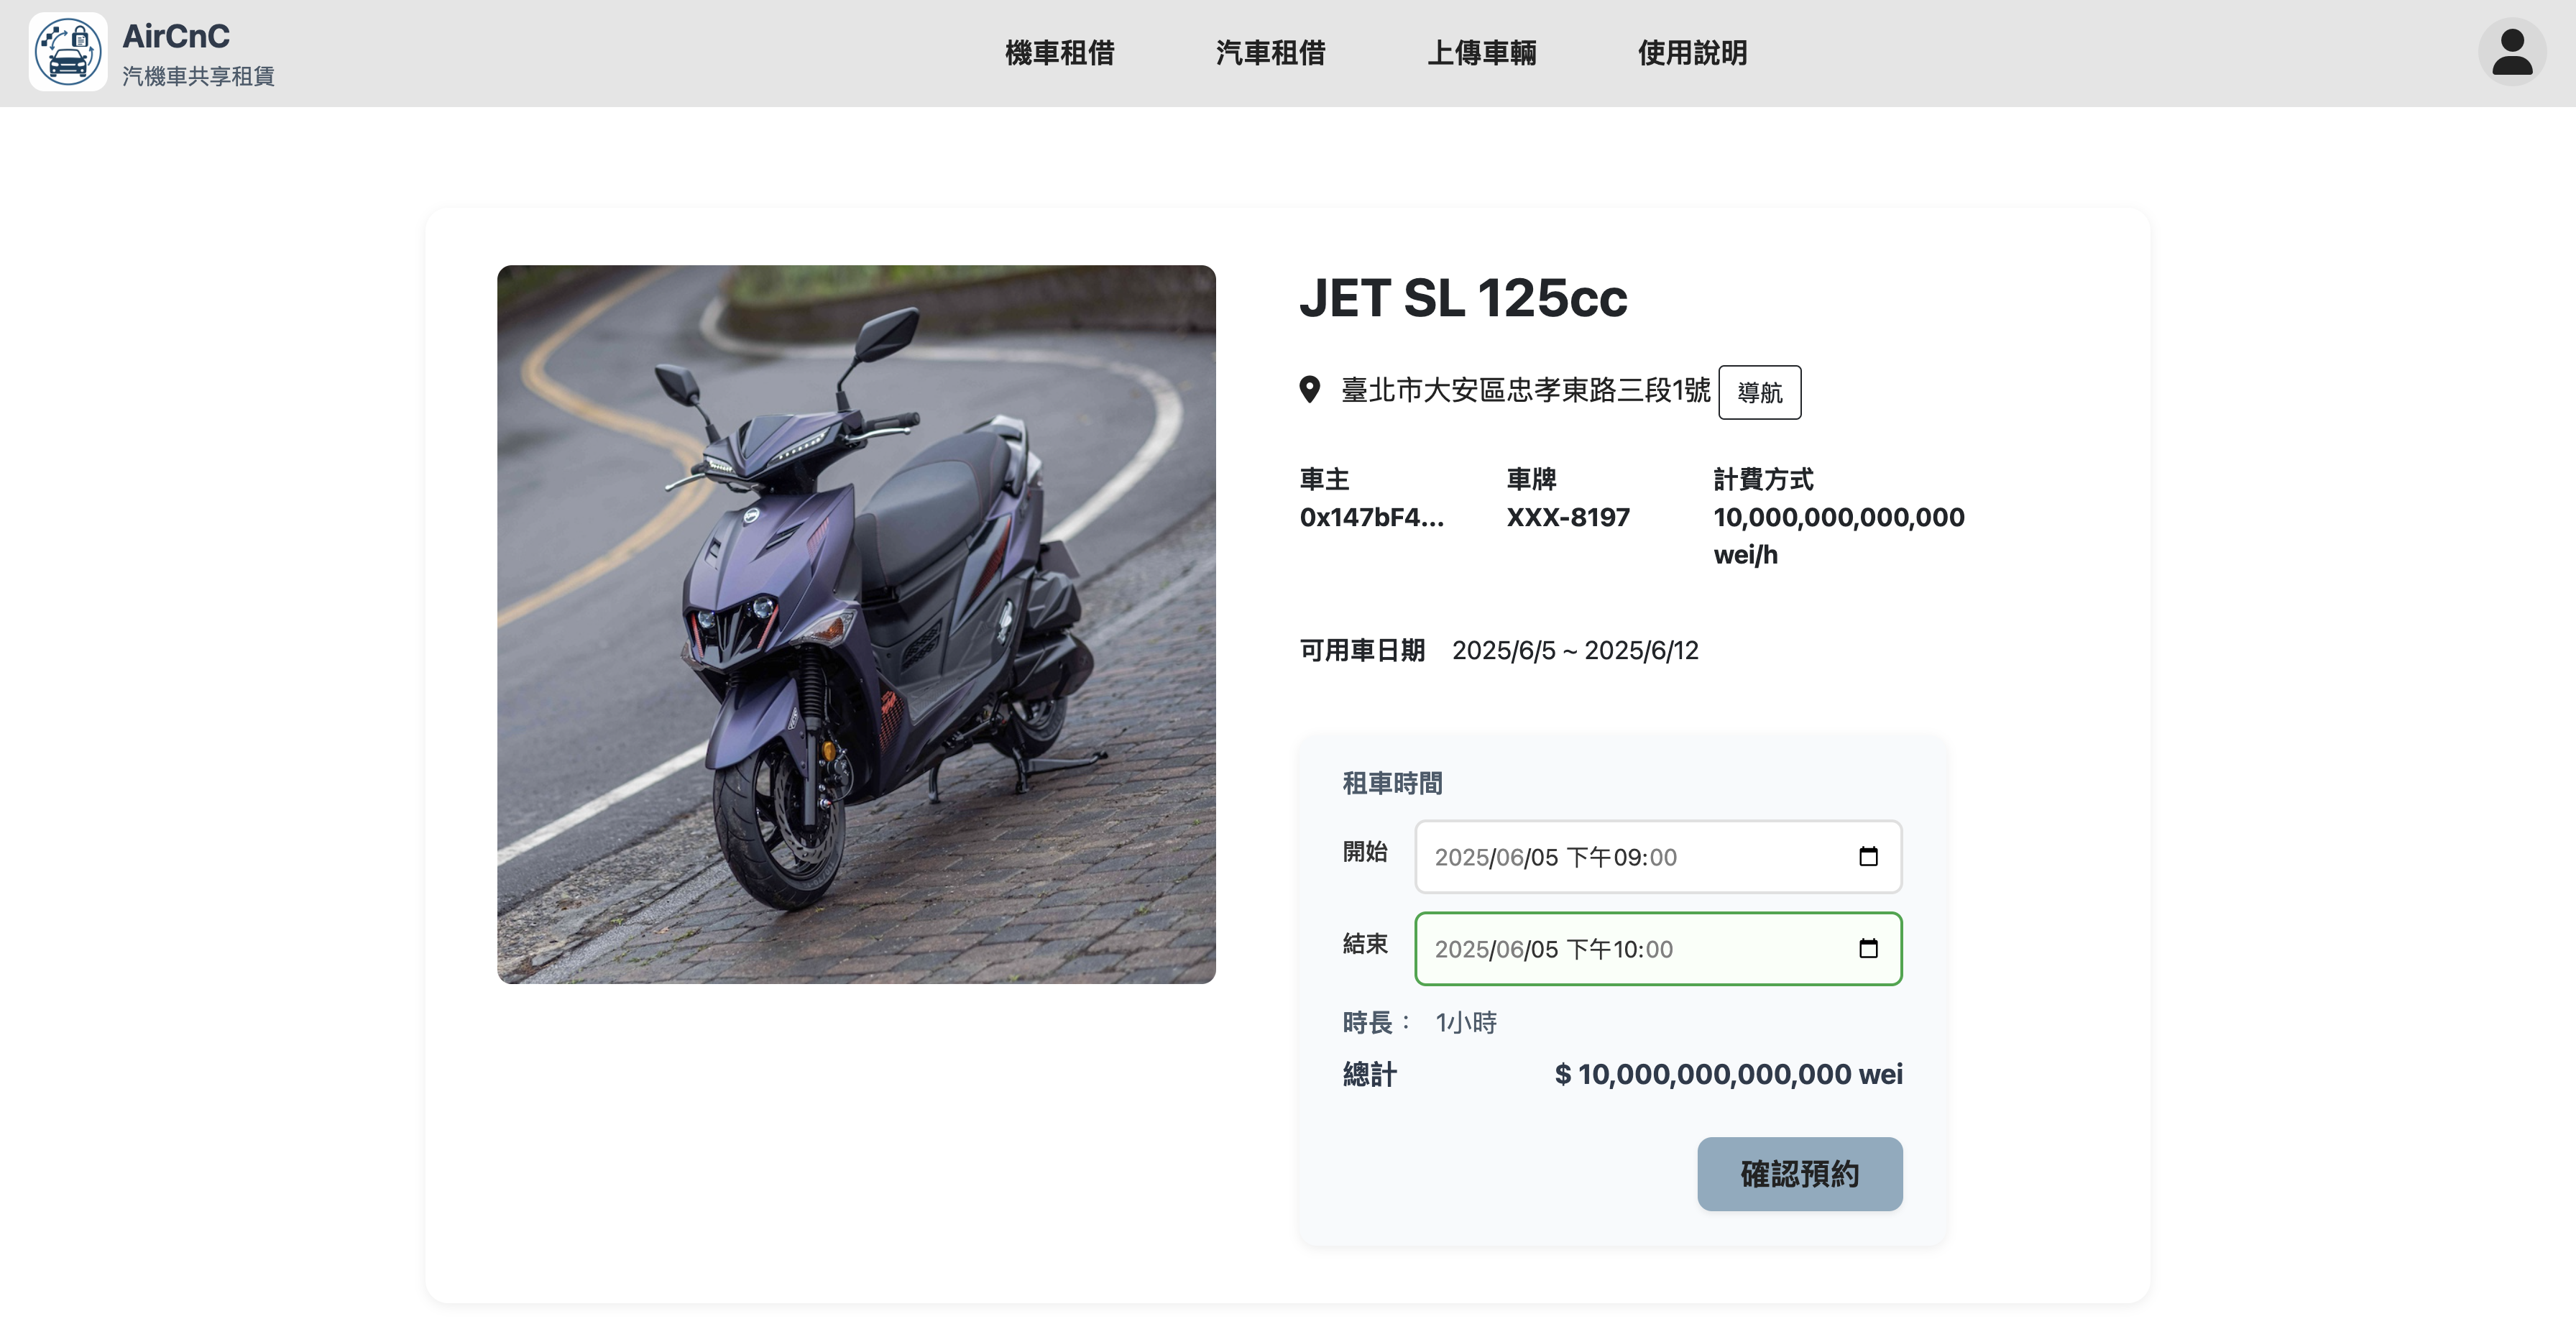 AirCnC
汽機車共享租賃
機車租借
汽車租借
上傳車輛
使用說明
JET SL 125cc
臺北市大安區忠孝東路三段1號
導航
車主
0x147bF4...
車牌
XXX-8197
計費方式
10,000,000,000,000
wei/h
可用車日期 2025/6/5 ~ 2025/6/12
租車時間
開始 2025/06/05 下午09:00
結束 2025/06/05 下午10:00
時長： 1小時
總計 $ 10,000,000,000,000 wei
確認預約